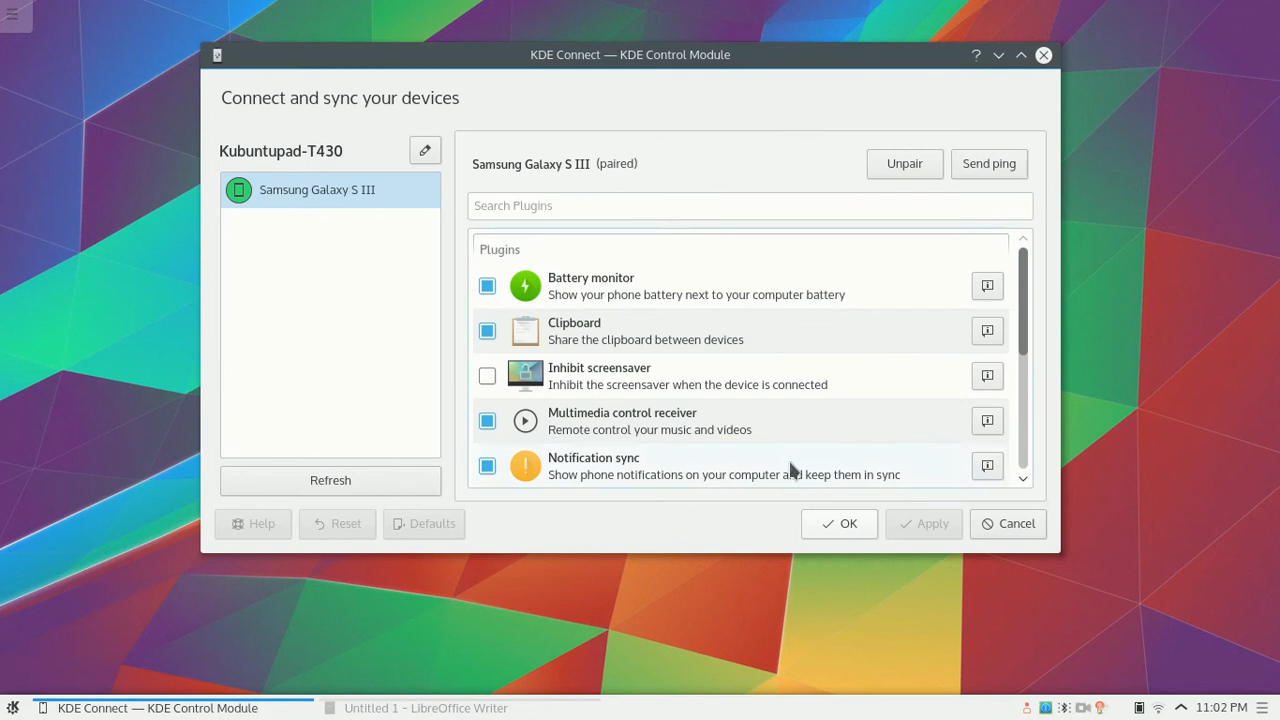 KDE Connect — KDE Control Module
Connect and sync your devices
Kubuntupad-T430
Samsung Galaxy S III
Refresh
Samsung Galaxy S III (paired)
Unpair
Send ping
Search Plugins
Plugins
Battery monitor
Show your phone battery next to your computer battery
Clipboard
Share the clipboard between devices
Inhibit screensaver
Inhibit the screensaver when the device is connected
Multimedia control receiver
Remote control your music and videos
Notification sync
Show phone notifications on your computer and keep them in sync
Help
Reset
Defaults
OK
Apply
Cancel
KDE Connect — KDE Control Module
Untitled 1 - LibreOffice Writer
11:02 PM